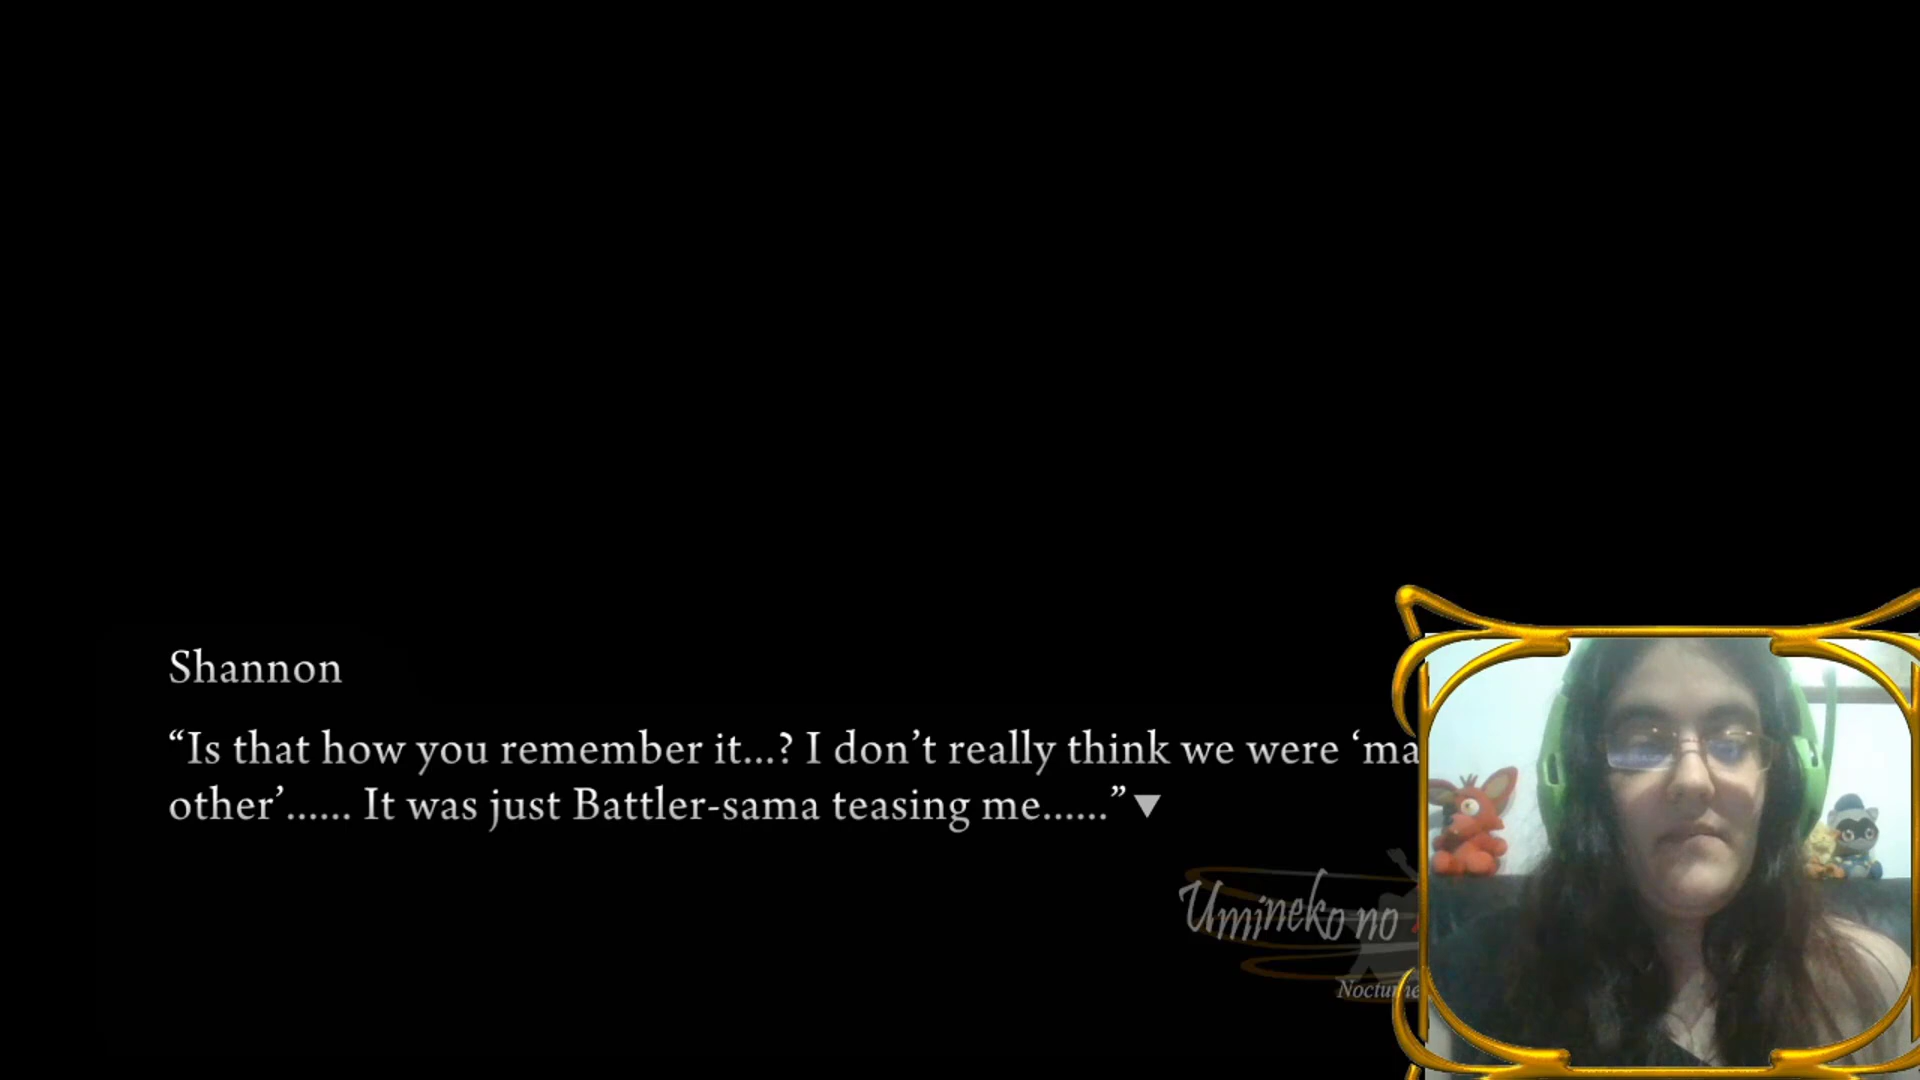 Shannon
“Is that how you remember it...? I don’t really think we were ‘ma
other’...... It was just Battler-sama teasing me......”
Umineko no
Nocturne